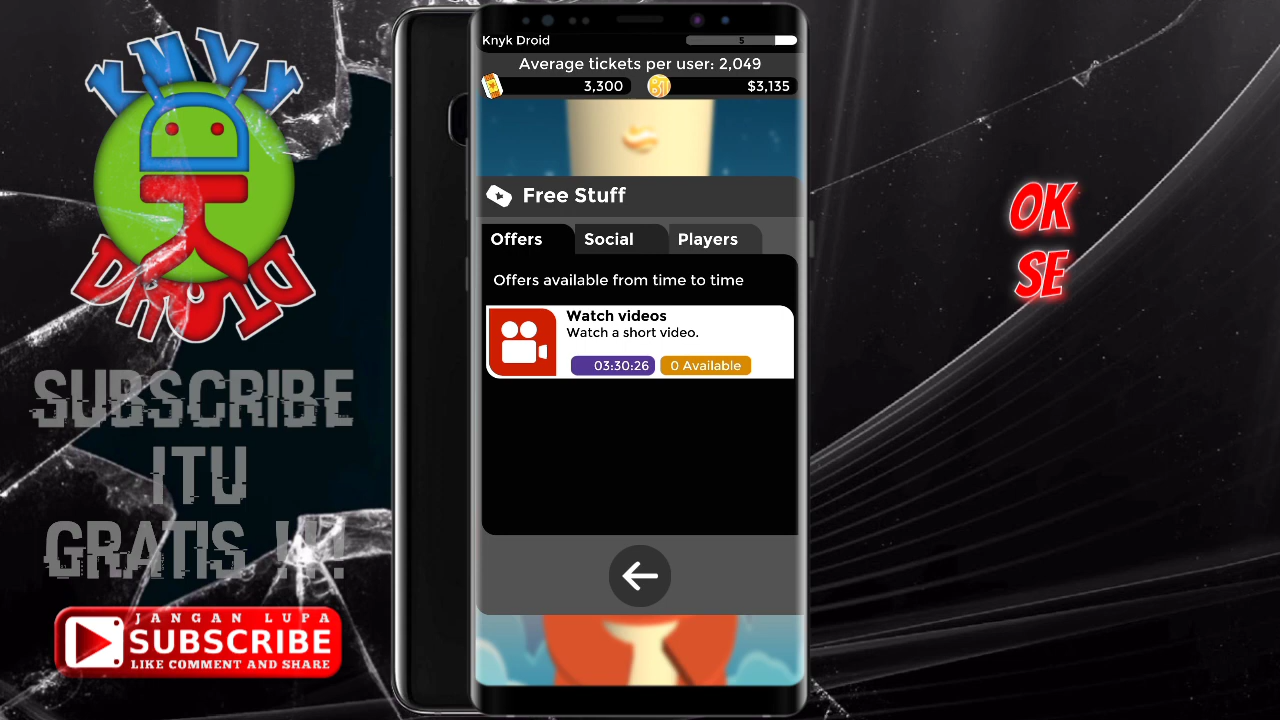 KNYK
DROID
SUBSCRIBE
ITU
GRATIS !!!
JANGAN LUPA
SUBSCRIBE
LIKE COMMENT AND SHARE
Knyk Droid
5
Average tickets per user: 2,049
3,300
$3,135
Free Stuff
Offers
Social
Players
Offers available from time to time
Watch videos
Watch a short video.
03:30:26
0 Available
OK
SE